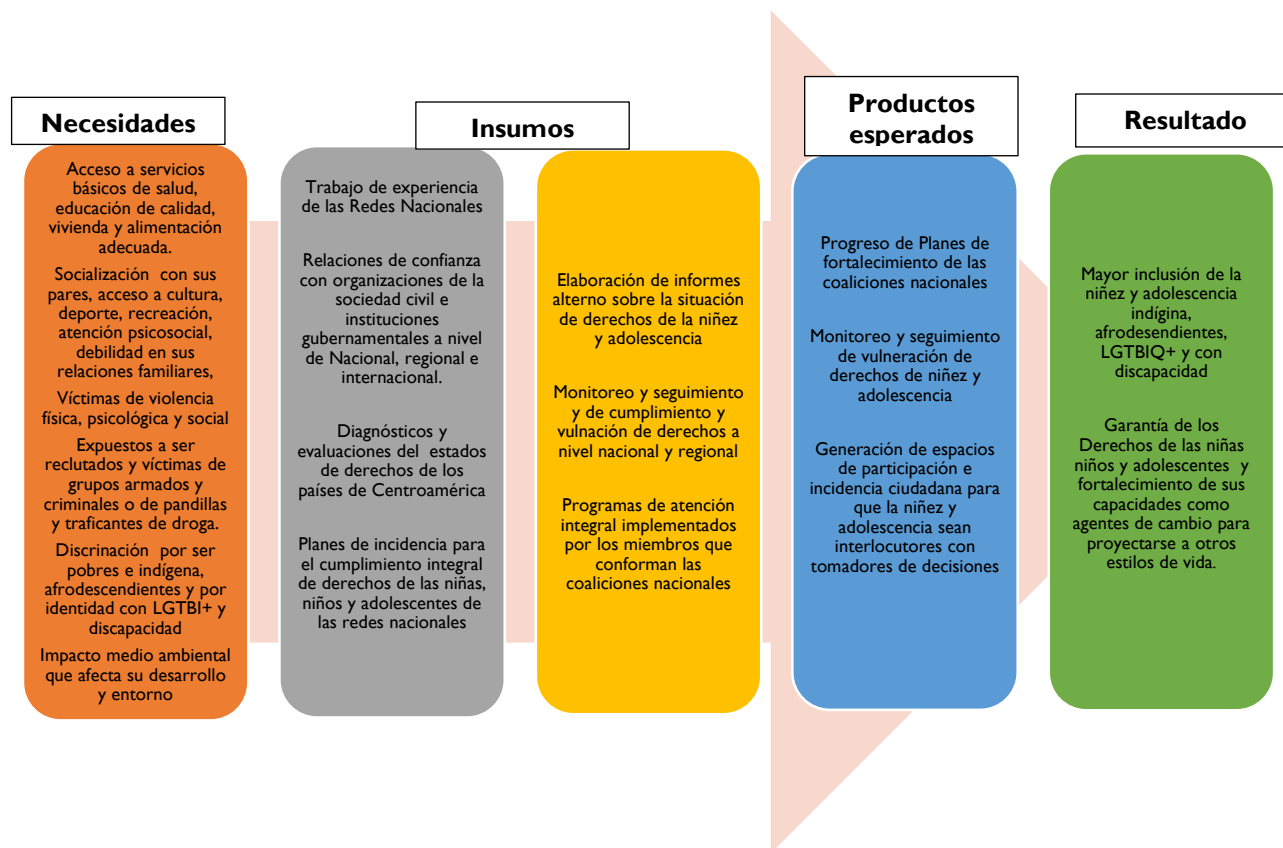 Necesidades
Acceso a servicios
básicos de salud,
educación de calidad,
vivienda y alimentación
adecuada.
Socialización con sus
pares, acceso a cultura,
deporte, recreación,
atención psicosocial,
debilidad en sus
relaciones familiares,
Víctimas de violencia
física, psicológica y social
Expuestos a ser
reclutados y víctimas de
grupos armados y
criminales o de pandillas
y traficantes de droga.
Discrinación por ser
pobres e indígena,
afrodescendientes y por
identidad con LGTBI+ y
discapacidad
Impacto medio ambiental
que afecta su desarrollo
y entorno
Insumos
Trabajo de experiencia
de las Redes Nacionales
Relaciones de confianza
con organizaciones de la
sociedad civil e
instituciones
gubernamentales a nivel
de Nacional, regional e
internacional.
Diagnósticos y
evaluaciones del estados
de derechos de los
países de Centroamérica
Planes de incidencia para
el cumplimiento integral
de derechos de las niñas,
niños y adolescentes de
las redes nacionales
Elaboración de informes
alterno sobre la situación
de derechos de la niñez
y adolescencia
Monitoreo y seguimiento
y de cumplimiento y
vulnación de derechos a
nivel nacional y regional
Programas de atención
integral implementados
por los miembros que
conforman las
coaliciones nacionales
Productos
esperados
Progreso de Planes de
fortalecimiento de las
coaliciones nacionales
Monitoreo y seguimiento
de vulneración de
derechos de niñez y
adolescencia
Generación de espacios
de participación e
incidencia ciudadana para
que la niñez y
adolescencia sean
interlocutores con
tomadores de decisiones
Resultado
Mayor inclusión de la
niñez y adolescencia
indígina,
afrodesendientes,
LGTBIQ+ y con
discapacidad
Garantía de los
Derechos de las niñas
niños y adolescentes y
fortalecimiento de sus
capacidades como
agentes de cambio para
proyectarse a otros
estilos de vida.